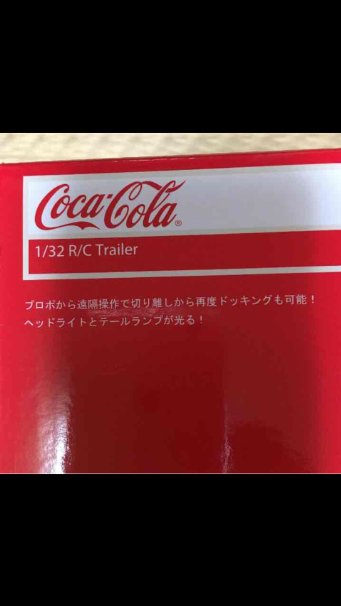 Coca-Cola®
1/32 R/C Trailer
プロポから遠隔操作で切り離しから再度ドッキングも可能！
ヘッドライトとテールランプが光る！